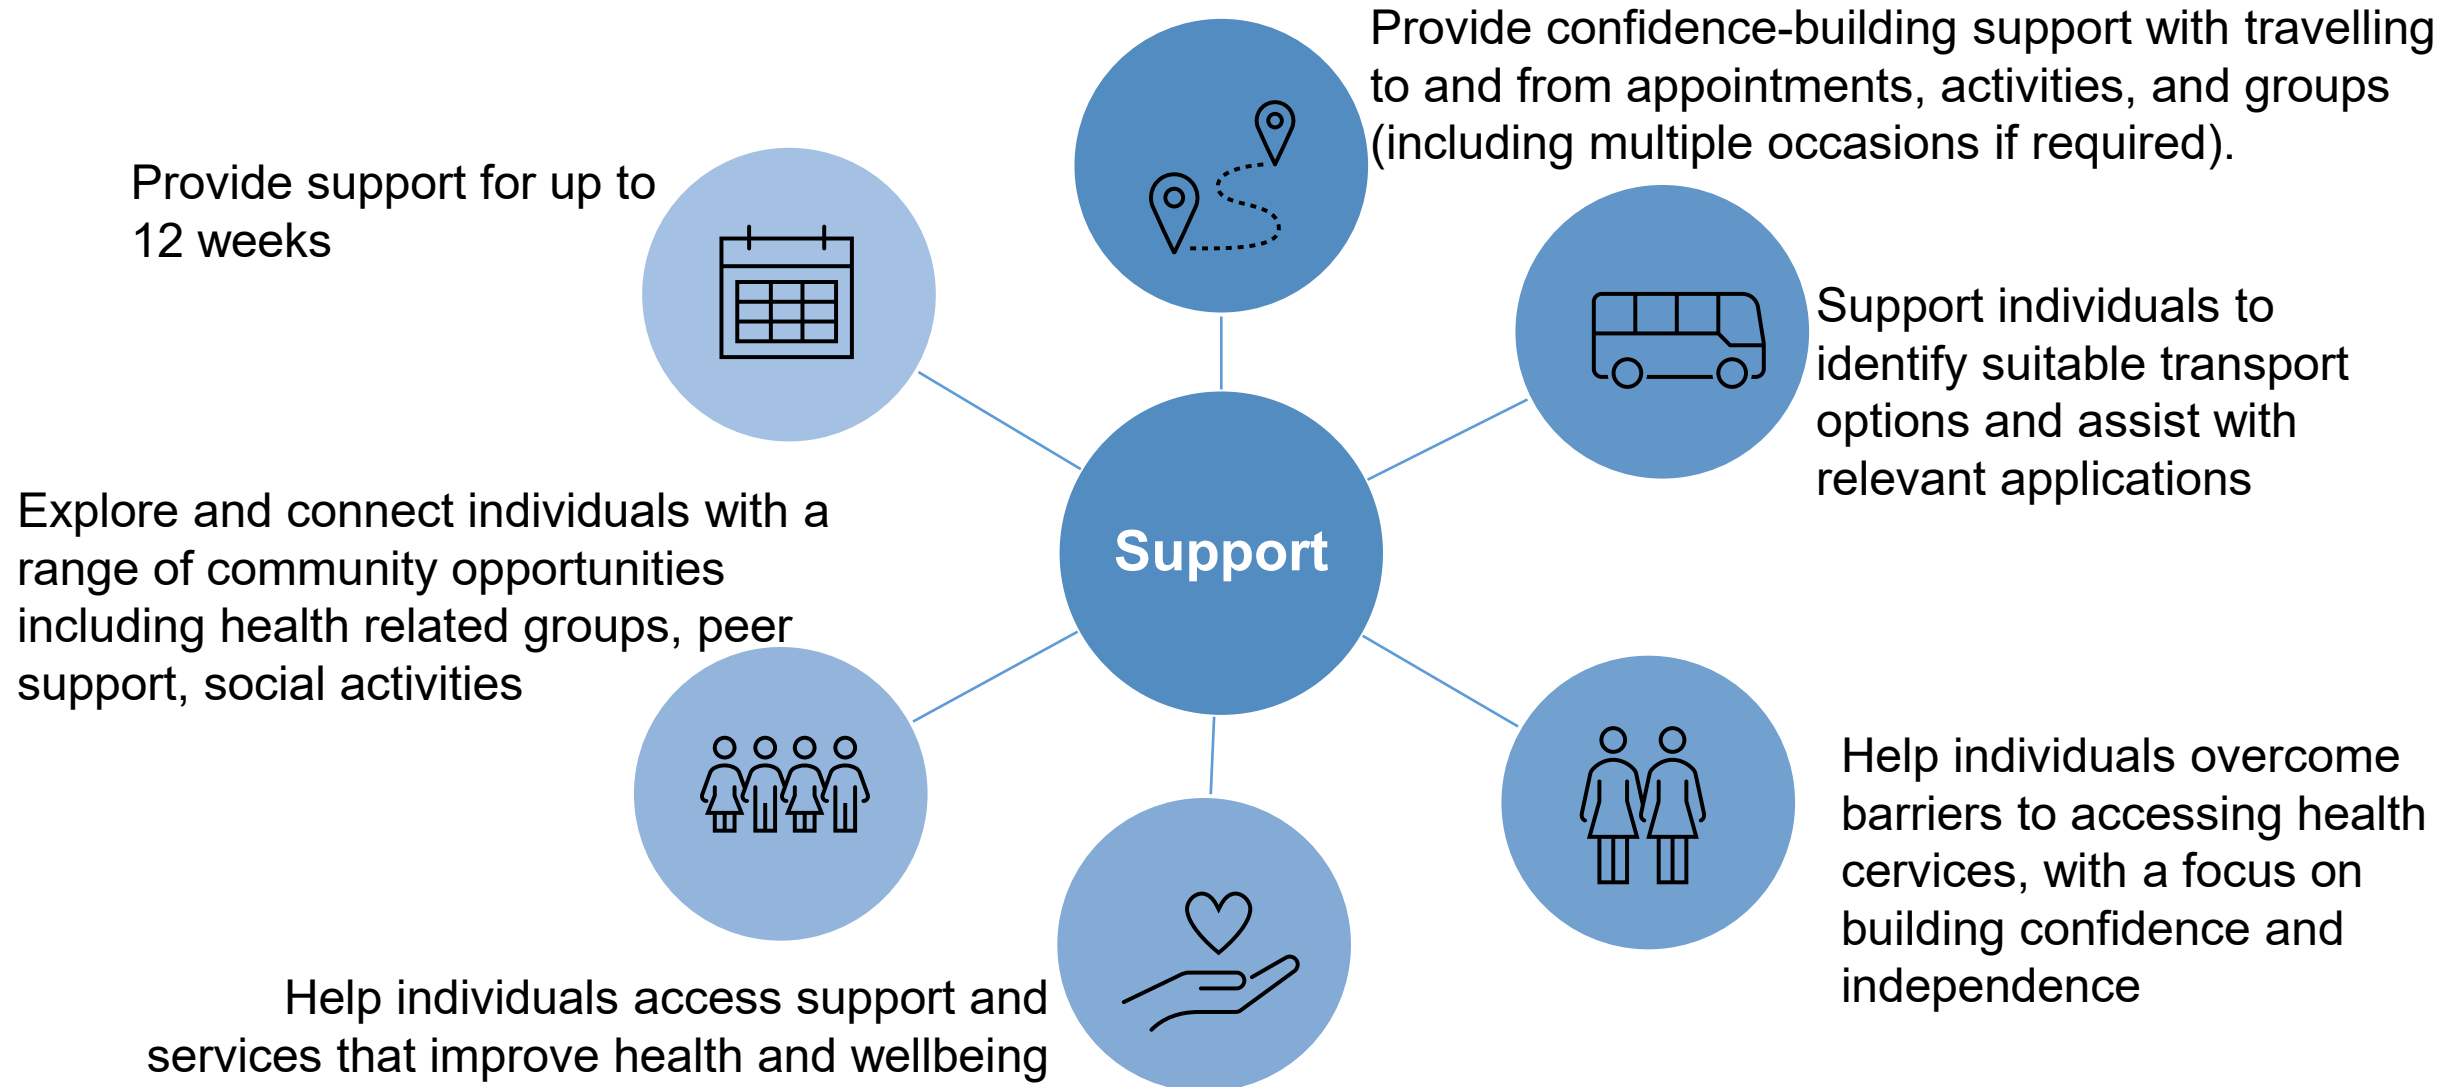 Provide confidence-building support with travelling
to and from appointments, activities, and groups
(including multiple occasions if required).
Provide support for up to
12 weeks
Support individuals to
identify suitable transport
options and assist with
relevant applications
Explore and connect individuals with a
range of community opportunities
including health related groups, peer
support, social activities
Support
Help individuals overcome
barriers to accessing health
cervices, with a focus on
building confidence and
independence
Help individuals access support and
services that improve health and wellbeing